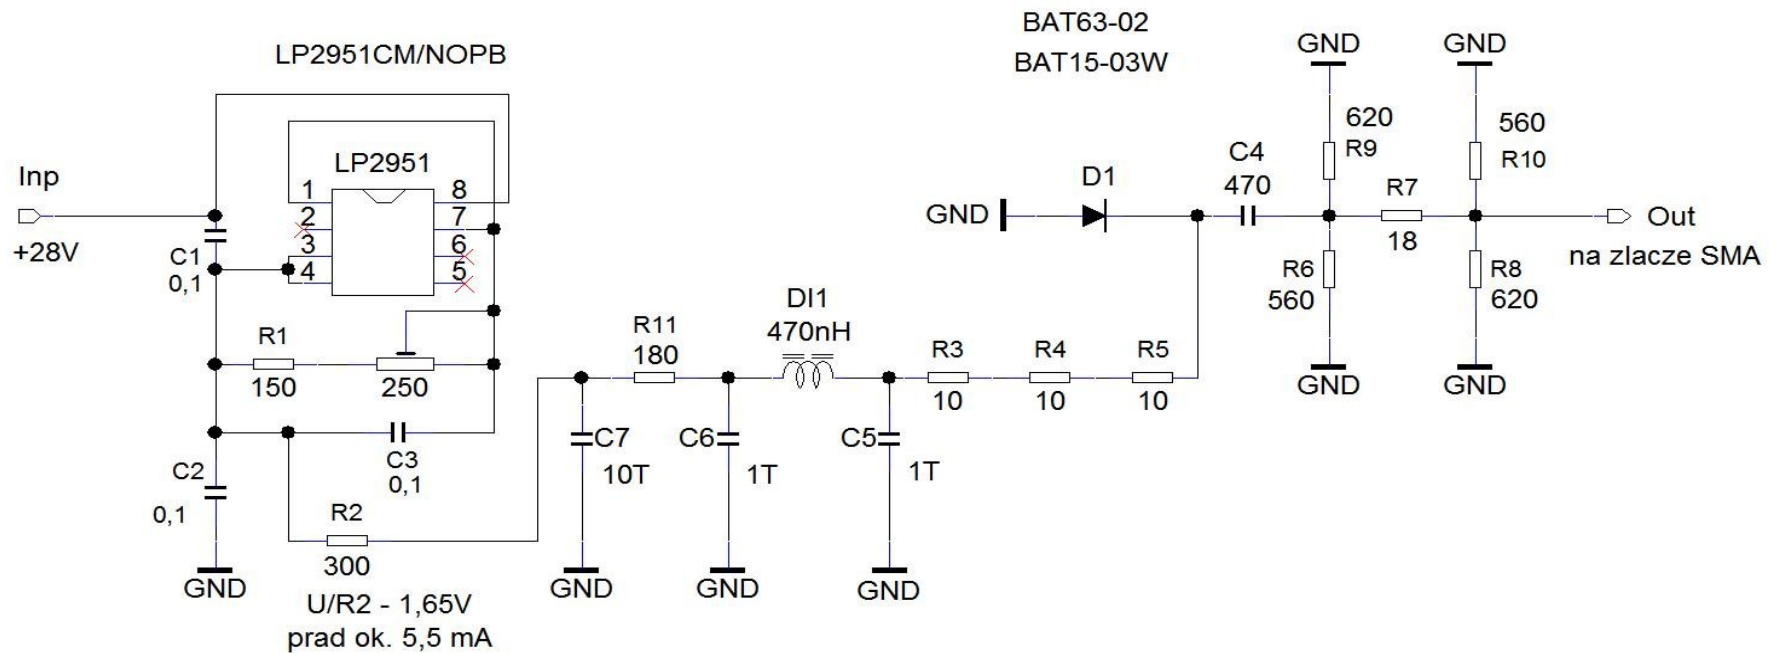 BAT63-02
BAT15-03W
LP2951CM/NOPB
GND
GND
620
R9
560
R10
LP2951
Inp
+28V
C1
0,1
1
2
3
4
8
7
6
5
D1
GND
C4
470
R7
18
Out
na zlacze SMA
R6
560
R8
620
GND
GND
R1
150
250
R11
180
DI1
470nH
R3
10
R4
10
R5
10
C2
0,1
C3
0,1
C7
10T
C6
1T
C5
1T
R2
300
GND
GND
GND
GND
U/R2 - 1,65V
prad ok. 5,5 mA